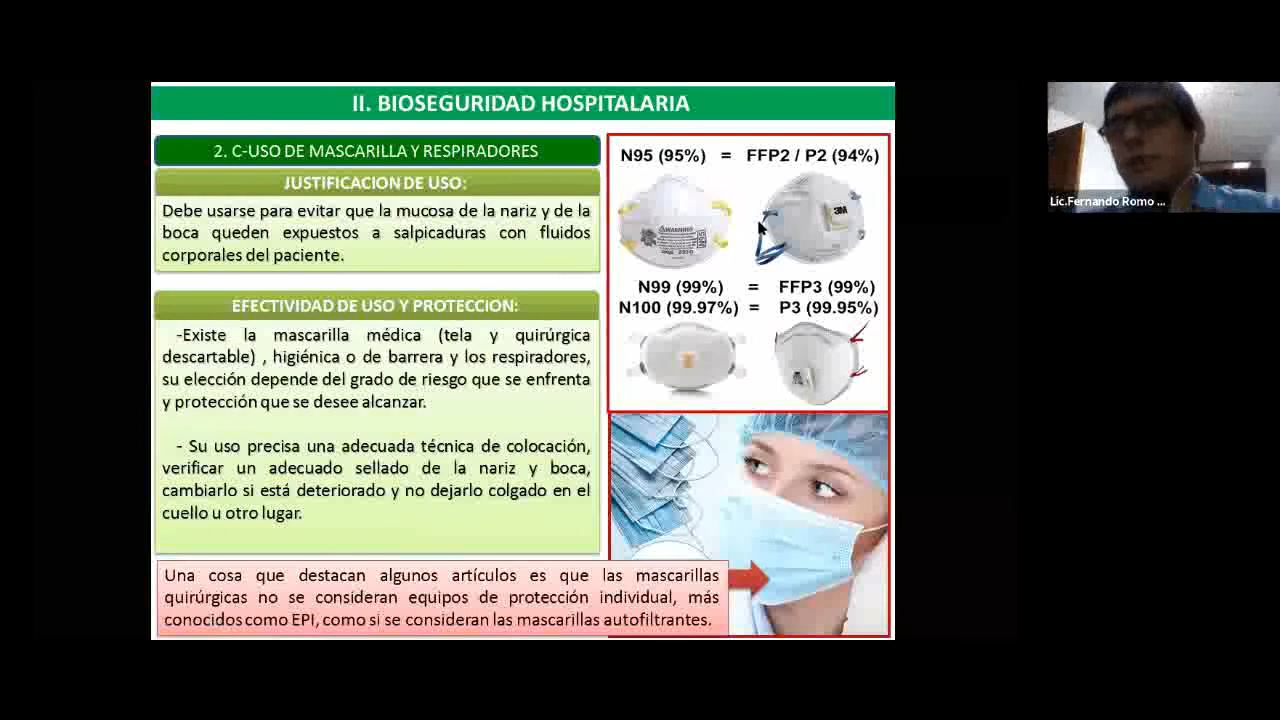 II. BIOSEGURIDAD HOSPITALARIA
2. C-USO DE MASCARILLA Y RESPIRADORES
JUSTIFICACION DE USO:
Debe usarse para evitar que la mucosa de la nariz y de la
boca queden expuestos a salpicaduras con fluidos
corporales del paciente.
EFECTIVIDAD DE USO Y PROTECCION:
-Existe la mascarilla médica (tela y quirúrgica
descartable) , higiénica o de barrera y los respiradores,
su elección depende del grado de riesgo que se enfrenta
y protección que se desee alcanzar.
- Su uso precisa una adecuada técnica de colocación,
verificar un adecuado sellado de la nariz y boca,
cambiarlo si está deteriorado y no dejarlo colgado en el
cuello u otro lugar.
Una cosa que destacan algunos artículos es que las mascarillas
quirúrgicas no se consideran equipos de protección individual, más
conocidos como EPI, como si se consideran las mascarillas autofiltrantes.
N95 (95%) = FFP2 / P2 (94%)
WARNING
3M
N99 (99%) = FFP3 (99%)
N100 (99.97%) = P3 (99.95%)
Lic.Fernando Romo ...